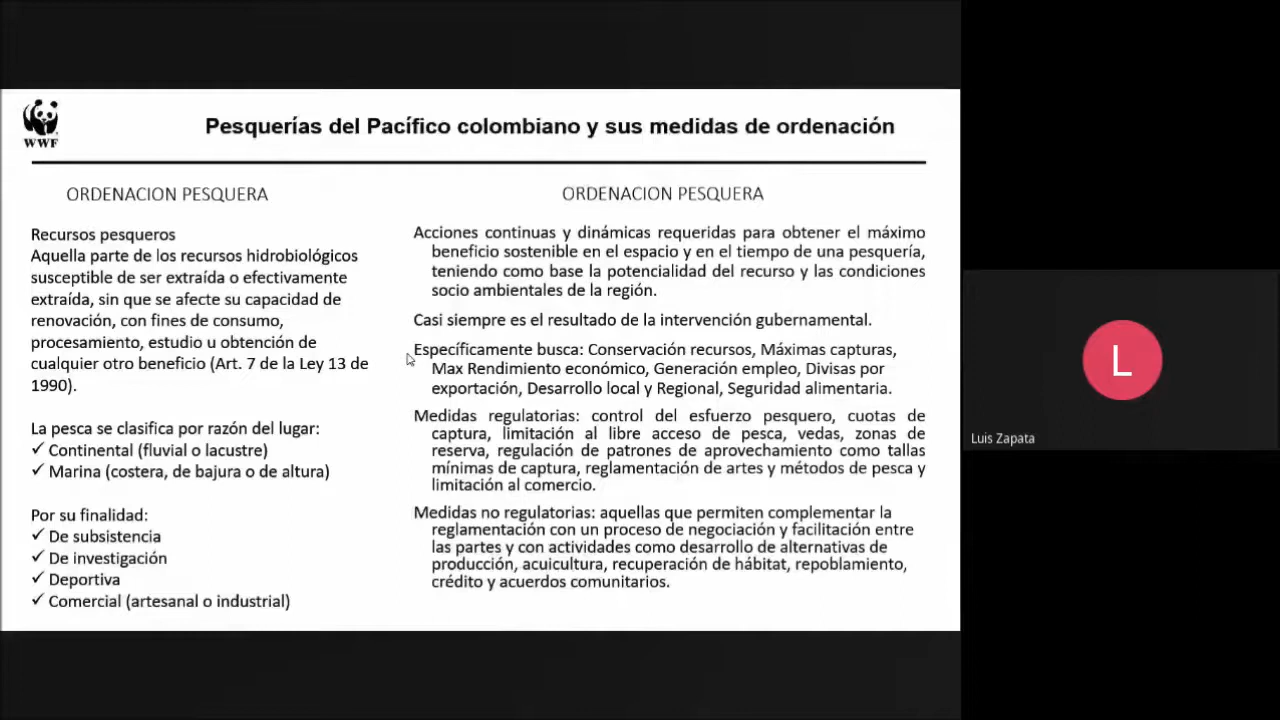 WWF
Pesquerías del Pacífico colombiano y sus medidas de ordenación
ORDENACION PESQUERA
Recursos pesqueros
Aquella parte de los recursos hidrobiológicos
susceptible de ser extraída o efectivamente
extraída, sin que se afecte su capacidad de
renovación, con fines de consumo,
procesamiento, estudio u obtención de
cualquier otro beneficio (Art. 7 de la Ley 13 de
1990).
La pesca se clasifica por razón del lugar:
✓ Continental (fluvial o lacustre)
✓ Marina (costera, de bajura o de altura)
Por su finalidad:
✓ De subsistencia
✓ De investigación
✓ Deportiva
✓ Comercial (artesanal o industrial)
ORDENACION PESQUERA
Acciones continuas y dinámicas requeridas para obtener el máximo
beneficio sostenible en el espacio y en el tiempo de una pesquería,
teniendo como base la potencialidad del recurso y las condiciones
socio ambientales de la región.
Casi siempre es el resultado de la intervención gubernamental.
Específicamente busca: Conservación recursos, Máximas capturas,
Max Rendimiento económico, Generación empleo, Divisas por
exportación, Desarrollo local y Regional, Seguridad alimentaria.
Medidas regulatorias: control del esfuerzo pesquero, cuotas de
captura, limitación al libre acceso de pesca, vedas, zonas de
reserva, regulación de patrones de aprovechamiento como tallas
mínimas de captura, reglamentación de artes y métodos de pesca y
limitación al comercio.
Medidas no regulatorias: aquellas que permiten complementar la
reglamentación con un proceso de negociación y facilitación entre
las partes y con actividades como desarrollo de alternativas de
producción, acuicultura, recuperación de hábitat, repoblamiento,
crédito y acuerdos comunitarios.
L
Luis Zapata